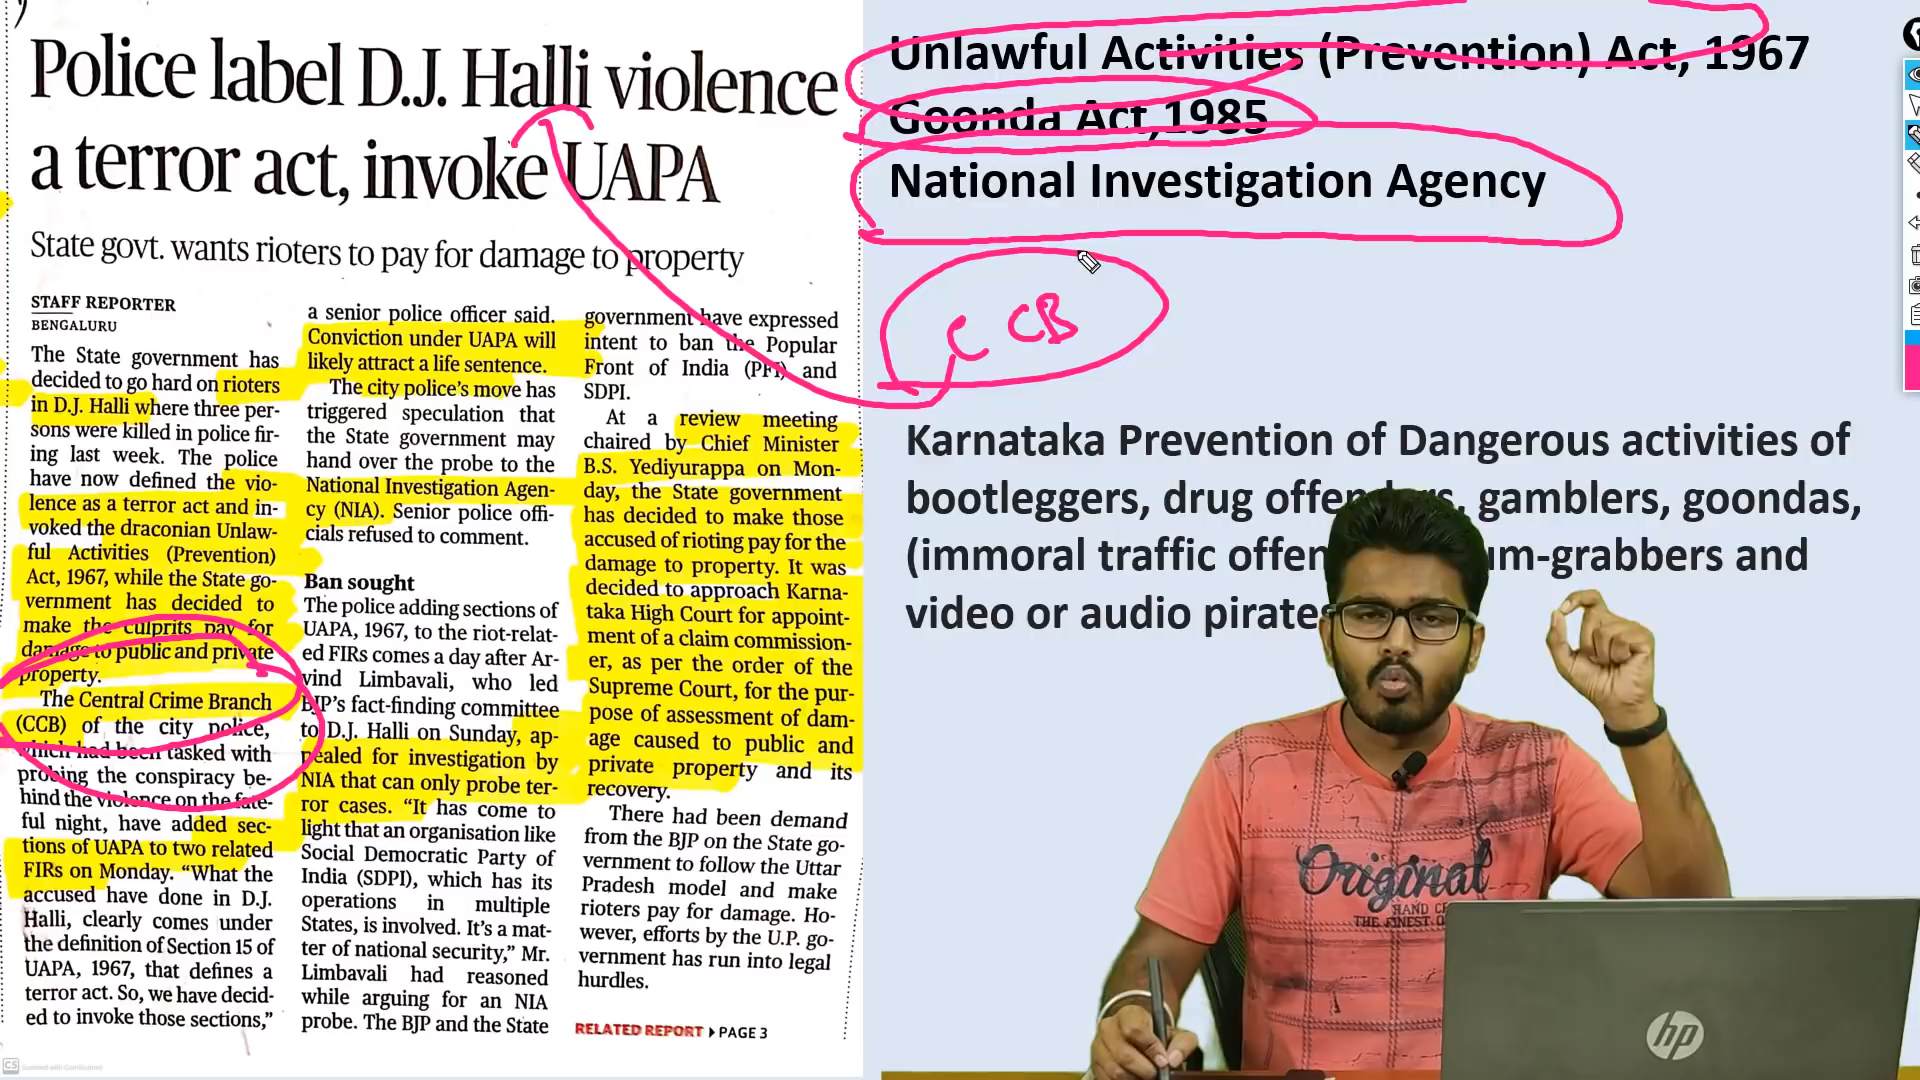 Police label D.J. Halli violence
a terror act, invoke UAPA
State govt. wants rioters to pay for damage to property
STAFF REPORTER
BENGALURU
The State government has
decided to go hard on rioters
in D.J. Halli where three per-
sons were killed in police fir-
ing last week. The police
have now defined the vio-
lence as a terror act and in-
voked the draconian Unlaw-
ful Activities (Prevention)
Act, 1967, while the State go-
vernment has decided to
make the culprits pay for
damage to public and private
property.
The Central Crime Branch
(CCB) of the city police,
which had been tasked with
probing the conspiracy be-
hind the violence on the fate-
ful night, have added sec-
tions of UAPA to two related
FIRs on Monday. “What the
accused have done in D.J.
Halli, clearly comes under
the definition of Section 15 of
UAPA, 1967, that defines a
terror act. So, we have decid-
ed to invoke those sections,”
a senior police officer said.
Conviction under UAPA will
likely attract a life sentence.
The city police’s move has
triggered speculation that
the State government may
hand over the probe to the
National Investigation Agen-
cy (NIA). Senior police offi-
cials refused to comment.
Ban sought
The police adding sections of
UAPA, 1967, to the riot-relat-
ed FIRs comes a day after Ar-
vind Limbavali, who led
BJP’s fact-finding committee
to D.J. Halli on Sunday, ap-
pealed for investigation by
NIA that can only probe ter-
ror cases. “It has come to
light that an organisation like
Social Democratic Party of
India (SDPI), which has its
operations in multiple
States, is involved. It’s a mat-
ter of national security,” Mr.
Limbavali had reasoned
while arguing for an NIA
probe. The BJP and the State
government have expressed
intent to ban the Popular
Front of India (PFI) and
SDPI.
At a review meeting
chaired by Chief Minister
B.S. Yediyurappa on Mon-
day, the State government
has decided to make those
accused of rioting pay for the
damage to property. It was
decided to approach Karna-
taka High Court for appoint-
ment of a claim commission-
er, as per the order of the
Supreme Court, for the pur-
pose of assessment of dam-
age caused to public and
private property and its
recovery.
There had been demand
from the BJP on the State go-
vernment to follow the Uttar
Pradesh model and make
rioters pay for damage. Ho-
wever, efforts by the U.P. go-
vernment has run into legal
hurdles.
RELATED REPORT PAGE 3
CS Scanned with CamScanner
Unlawful Activities (Prevention) Act, 1967
Goonda Act,1985
National Investigation Agency
CCB
Karnataka Prevention of Dangerous activities of
bootleggers, drug offenders, gamblers, goondas,
(immoral traffic offen um-grabbers and
video or audio pirate
Original
HAND
THE FINEST
hp